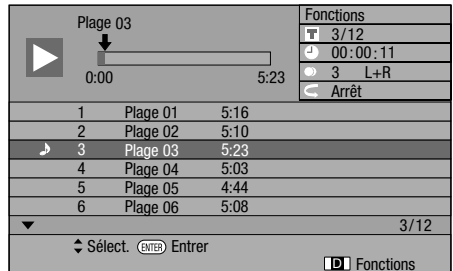 Plage 03
0:00 5:23
Fonctions
T 3/12
00:00:11
3 L+R
Arrêt
1 Plage 01 5:16
2 Plage 02 5:10
3 Plage 03 5:23
4 Plage 04 5:03
5 Plage 05 4:44
6 Plage 06 5:08
3/12
Sélect. ENTER Entrer
D Fonctions